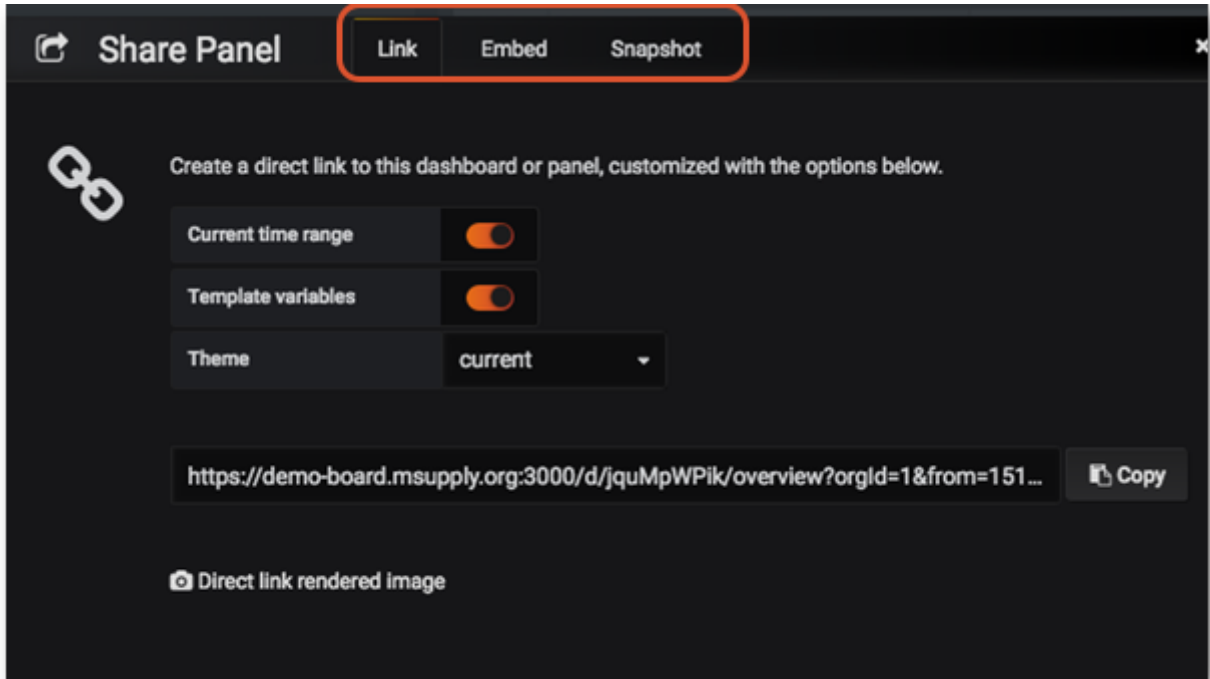 Share Panel Link Embed Snapshot
Create a direct link to this dashboard or panel, customized with the options below.
Current time range
Template variables
Theme current
https://demo-board.msupply.org:3000/d/jquMpWPik/overview?orgId=1&from=151... Copy
Direct link rendered image